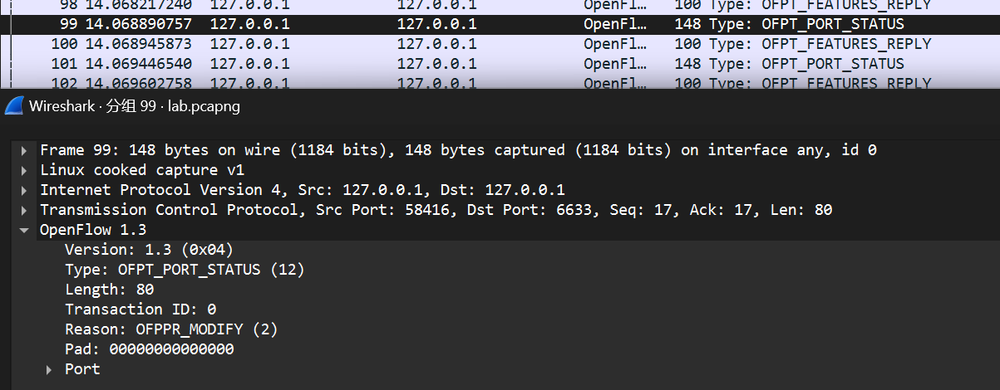 98 14.068217240 127.0.0.1 127.0.0.1 OpenFl… 100 Type: OFPT_FEATURES_REPLY
99 14.068890757 127.0.0.1 127.0.0.1 OpenFl… 148 Type: OFPT_PORT_STATUS
100 14.068945873 127.0.0.1 127.0.0.1 OpenFl… 100 Type: OFPT_FEATURES_REPLY
101 14.069446540 127.0.0.1 127.0.0.1 OpenFl… 148 Type: OFPT_PORT_STATUS
102 14.069602758 127.0.0.1 127.0.0.1 OpenFl… 100 Type: OFPT_FEATURES_REPLY
Wireshark · 分组 99 · lab.pcapng
Frame 99: 148 bytes on wire (1184 bits), 148 bytes captured (1184 bits) on interface any, id 0
Linux cooked capture v1
Internet Protocol Version 4, Src: 127.0.0.1, Dst: 127.0.0.1
Transmission Control Protocol, Src Port: 58416, Dst Port: 6633, Seq: 17, Ack: 17, Len: 80
OpenFlow 1.3
Version: 1.3 (0x04)
Type: OFPT_PORT_STATUS (12)
Length: 80
Transaction ID: 0
Reason: OFPPR_MODIFY (2)
Pad: 00000000000000
Port